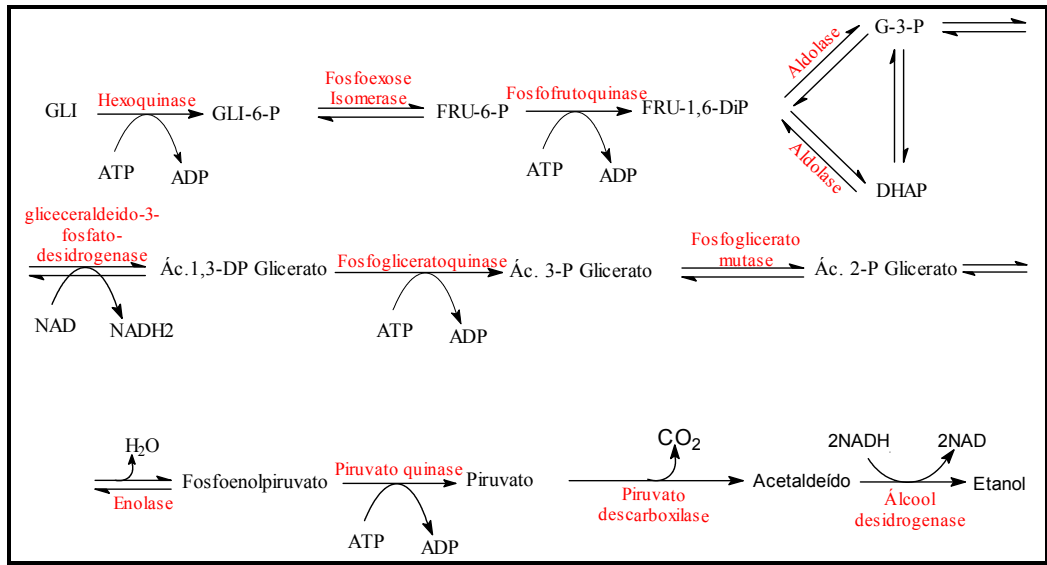 GLI
Hexoquinase
ATP
ADP
GLI-6-P
Fosfoexose
Isomerase
FRU-6-P
Fosfofrutoquinase
ATP
ADP
FRU-1,6-DiP
Aldolase
G-3-P
Aldolase
DHAP
gliceceraldeido-3-
fosfato-
desidrogenase
NAD
NADH2
Ác.1,3-DP Glicerato
Fosfogliceratoquinase
ATP
ADP
Ác. 3-P Glicerato
Fosfoglicerato
mutase
Ác. 2-P Glicerato
H2O
Enolase
Fosfoenolpiruvato
Piruvato quinase
ATP
ADP
Piruvato
CO2
Piruvato
descarboxilase
Acetaldeído
2NADH
2NAD
Álcool
desidrogenase
Etanol